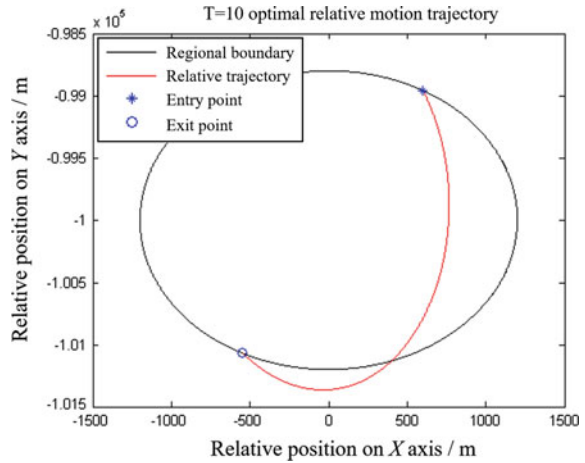 T=10 optimal relative motion trajectory
× 10⁵
-0.985
-0.99
-0.995
-1
-1.005
-1.01
-1.015
Relative position on Y axis / m
Regional boundary
Relative trajectory
Entry point
Exit point
-1500
-1000
-500
0
500
1000
1500
Relative position on X axis / m